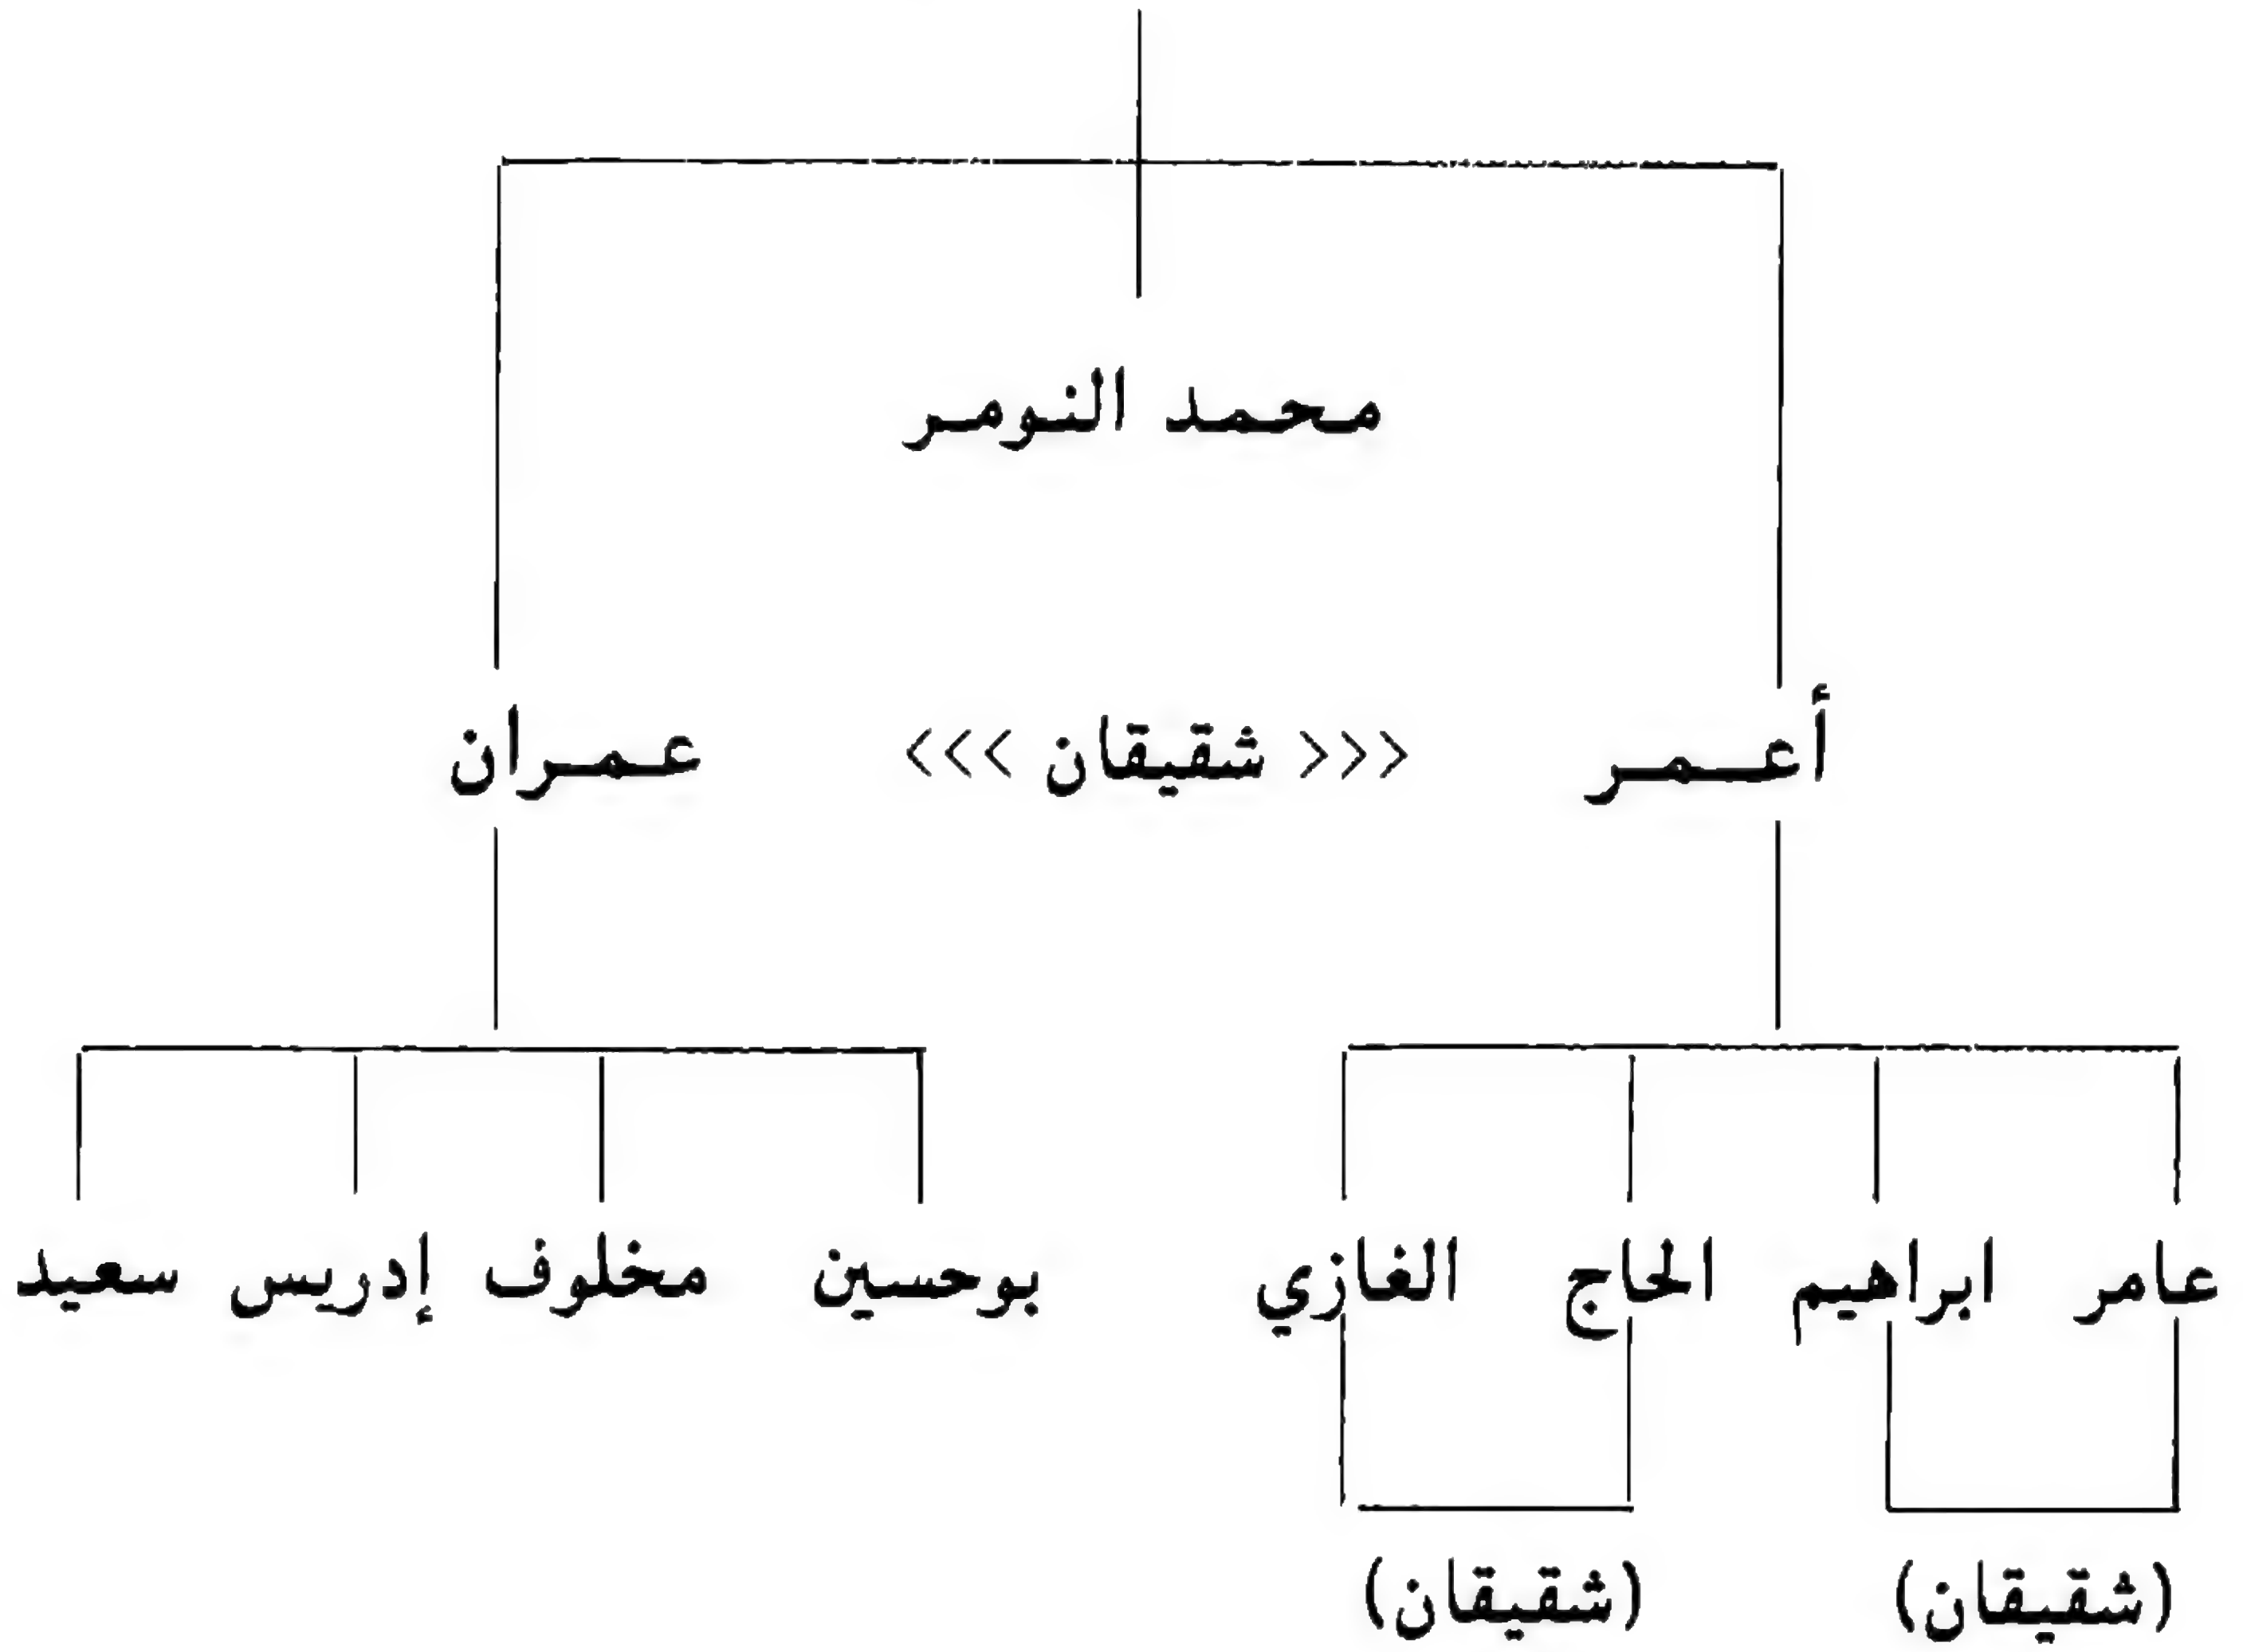 محمد النومر
أعمر >>> شقيقان <<< عمران
عامر ابراهيم الحاج الغازي بوحسين مخلوف إدريس سعيد
(شقيقان) (شقيقان)